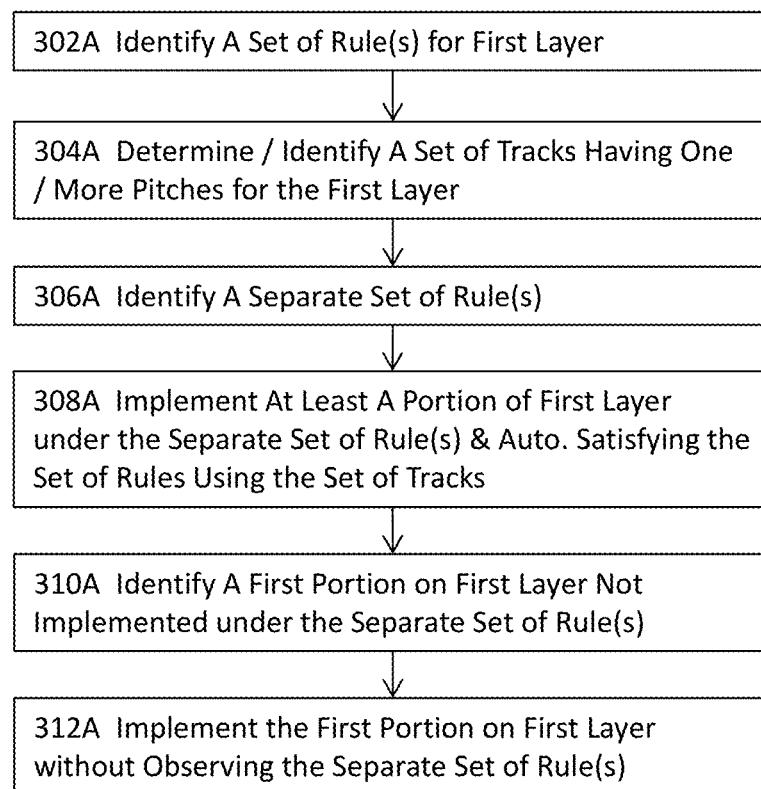 302A Identify A Set of Rule(s) for First Layer
304A Determine / Identify A Set of Tracks Having One
/ More Pitches for the First Layer
306A Identify A Separate Set of Rule(s)
308A Implement At Least A Portion of First Layer
under the Separate Set of Rule(s) & Auto. Satisfying the
Set of Rules Using the Set of Tracks
310A Identify A First Portion on First Layer Not
Implemented under the Separate Set of Rule(s)
312A Implement the First Portion on First Layer
without Observing the Separate Set of Rule(s)